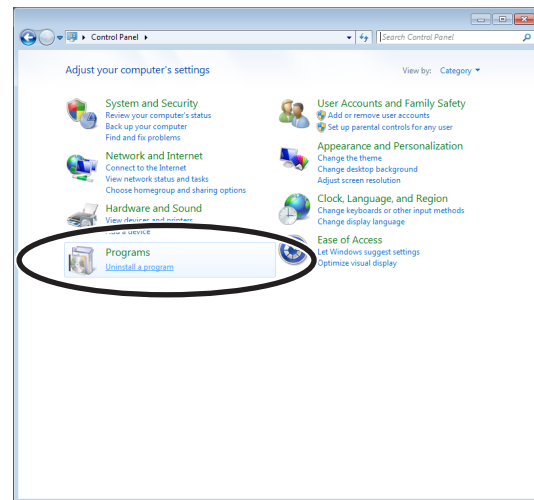 Control Panel
Search Control Panel
Adjust your computer's settings
View by: Category
System and Security
Review your computer's status
Back up your computer
Find and fix problems
Network and Internet
Connect to the Internet
View network status and tasks
Choose homegroup and sharing options
Hardware and Sound
View devices and printers
Add a device
Programs
Uninstall a program
User Accounts and Family Safety
Add or remove user accounts
Set up parental controls for any user
Appearance and Personalization
Change the theme
Change desktop background
Adjust screen resolution
Clock, Language, and Region
Change keyboards or other input methods
Change display language
Ease of Access
Let Windows suggest settings
Optimize visual display